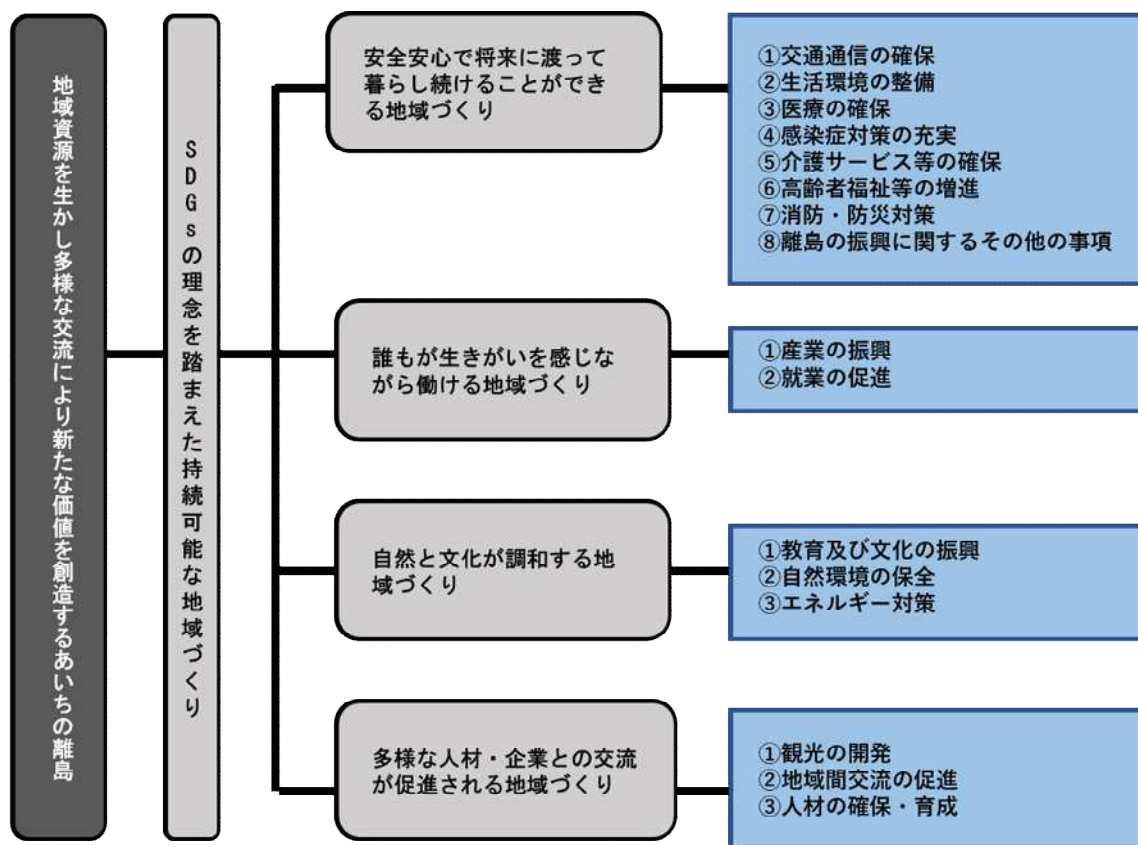 地域資源を生かし多様な交流により新たな価値を創造するあいちの離島
SDGsの理念を踏まえた持続可能な地域づくり
安全安心で将来に渡って
暮らし続けることができ
る地域づくり
①交通通信の確保
②生活環境の整備
③医療の確保
④感染症対策の充実
⑤介護サービス等の確保
⑥高齢者福祉等の増進
⑦消防・防災対策
⑧離島の振興に関するその他の事項
誰もが生きがいを感じな
がら働ける地域づくり
①産業の振興
②就業の促進
自然と文化が調和する地
域づくり
①教育及び文化の振興
②自然環境の保全
③エネルギー対策
多様な人材・企業との交流
が促進される地域づくり
①観光の開発
②地域間交流の促進
③人材の確保・育成